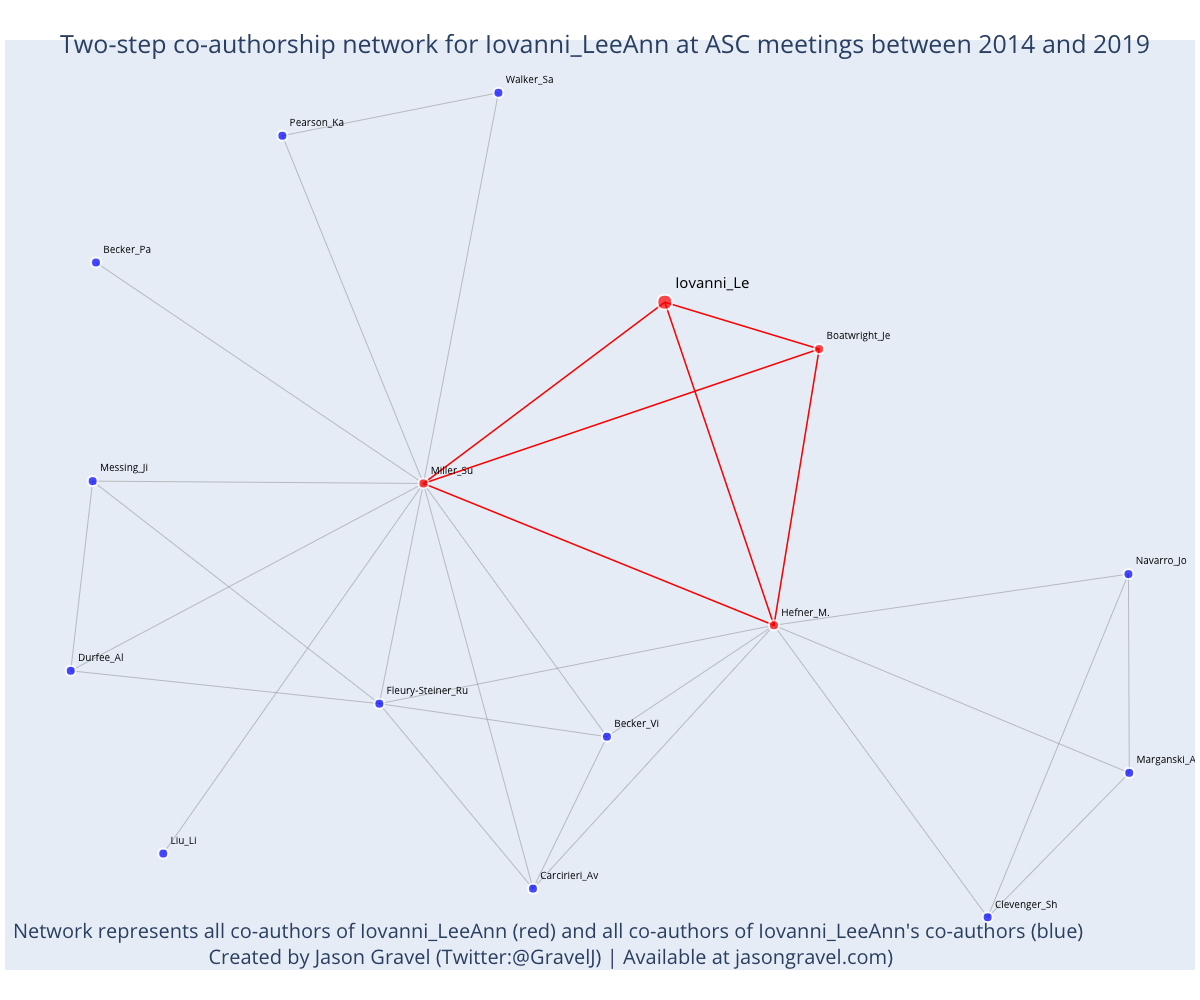 Two-step co-authorship network for Iovanni_LeeAnn at ASC meetings between 2014 and 2019
Walker_Sa
Pearson_Ka
Becker_Pa
Iovanni_Le
Boatwright_Je
Messing_Ji
Miller_Su
Navarro_Jo
Hefner_M.
Durfee_Al
Fleury-Steiner_Ru
Becker_Vi
Marganski_A
Liu_Li
Carcirieri_Av
Clevenger_Sh
Network represents all co-authors of Iovanni_LeeAnn (red) and all co-authors of Iovanni_LeeAnn's co-authors (blue)
Created by Jason Gravel (Twitter:@GravelJ) | Available at jasongravel.com)